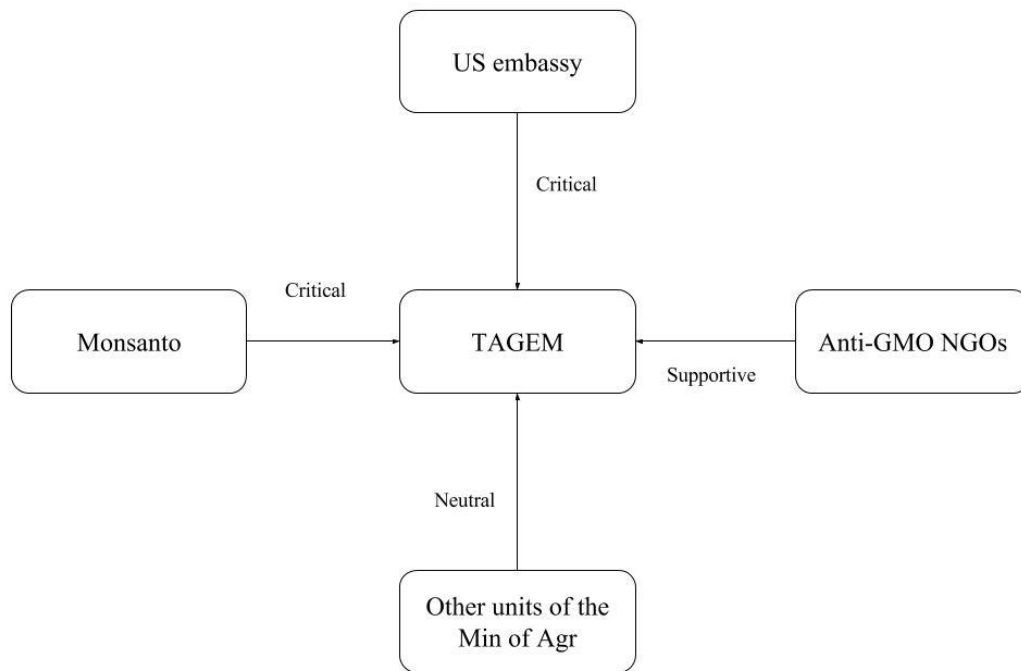 US embassy
Critical
Critical
Monsanto
TAGEM
Anti-GMO NGOs
Supportive
Neutral
Other units of the
Min of Agr